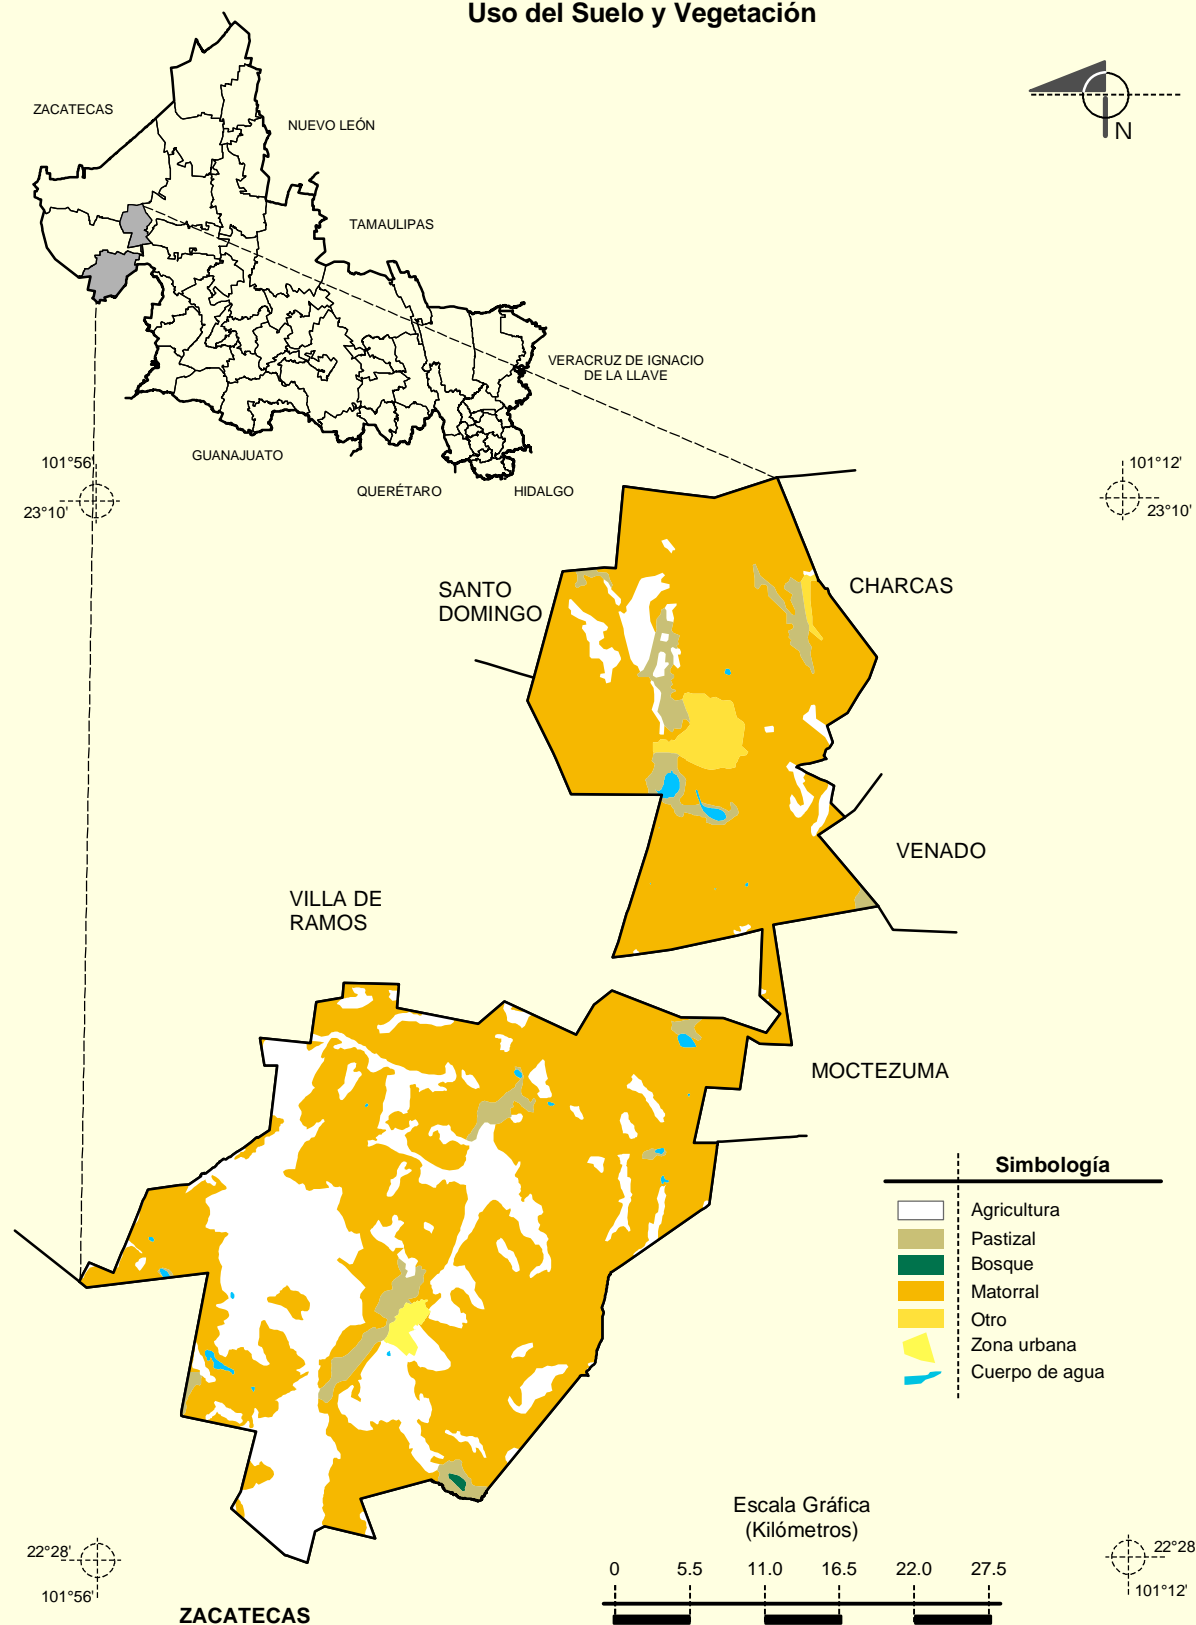 Uso del Suelo y Vegetación
ZACATECAS
NUEVO LEÓN
N
TAMAULIPAS
VERACRUZ DE IGNACIO
DE LA LLAVE
GUANAJUATO
QUERÉTARO
HIDALGO
101°56'
23°10'
101°12'
23°10'
SANTO
DOMINGO
CHARCAS
VENADO
VILLA DE
RAMOS
MOCTEZUMA
Simbología
Agricultura
Pastizal
Bosque
Matorral
Otro
Zona urbana
Cuerpo de agua
Escala Gráfica
(Kilómetros)
0 5.5 11.0 16.5 22.0 27.5
22°28'
101°56'
22°28
101°12'
ZACATECAS